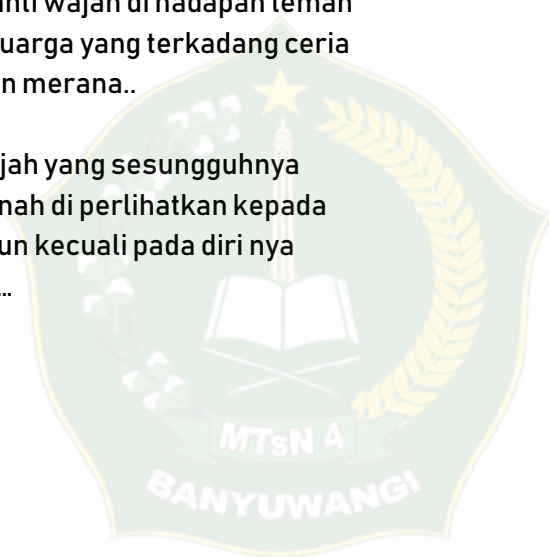 anti wajah di hadapan teman
uarga yang terkadang ceria
n merana..
jah yang sesungguhnya
nah di perlihatkan kepada
un kecuali pada diri nya
...
MTsN 4
BANYUWANGI